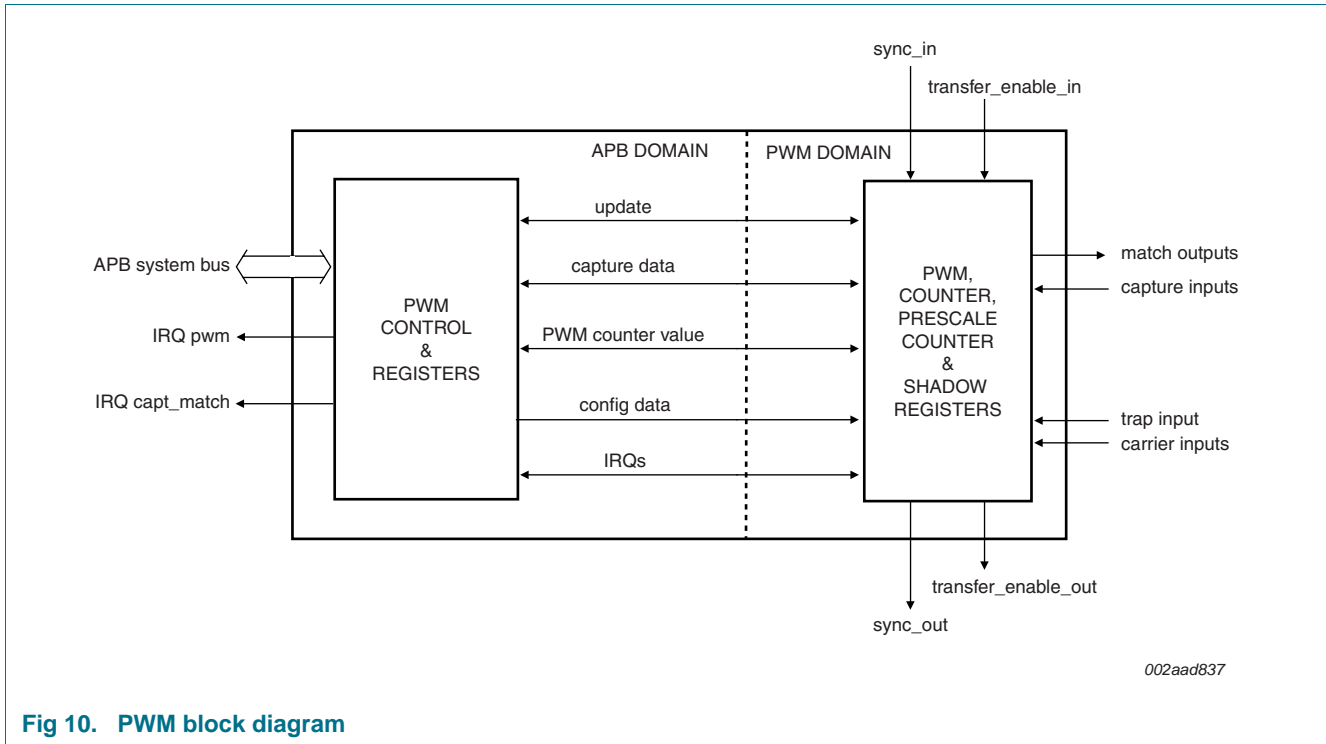 sync_in
transfer_enable_in
APB DOMAIN
PWM DOMAIN
update
APB system bus
capture data
match outputs
capture inputs
PWM
CONTROL
&
REGISTERS
PWM,
COUNTER,
PRESCALE
COUNTER
&
SHADOW
REGISTERS
IRQ pwm
PWM counter value
IRQ capt_match
config data
trap input
carrier inputs
IRQs
transfer_enable_out
sync_out
002aad837
Fig 10. PWM block diagram